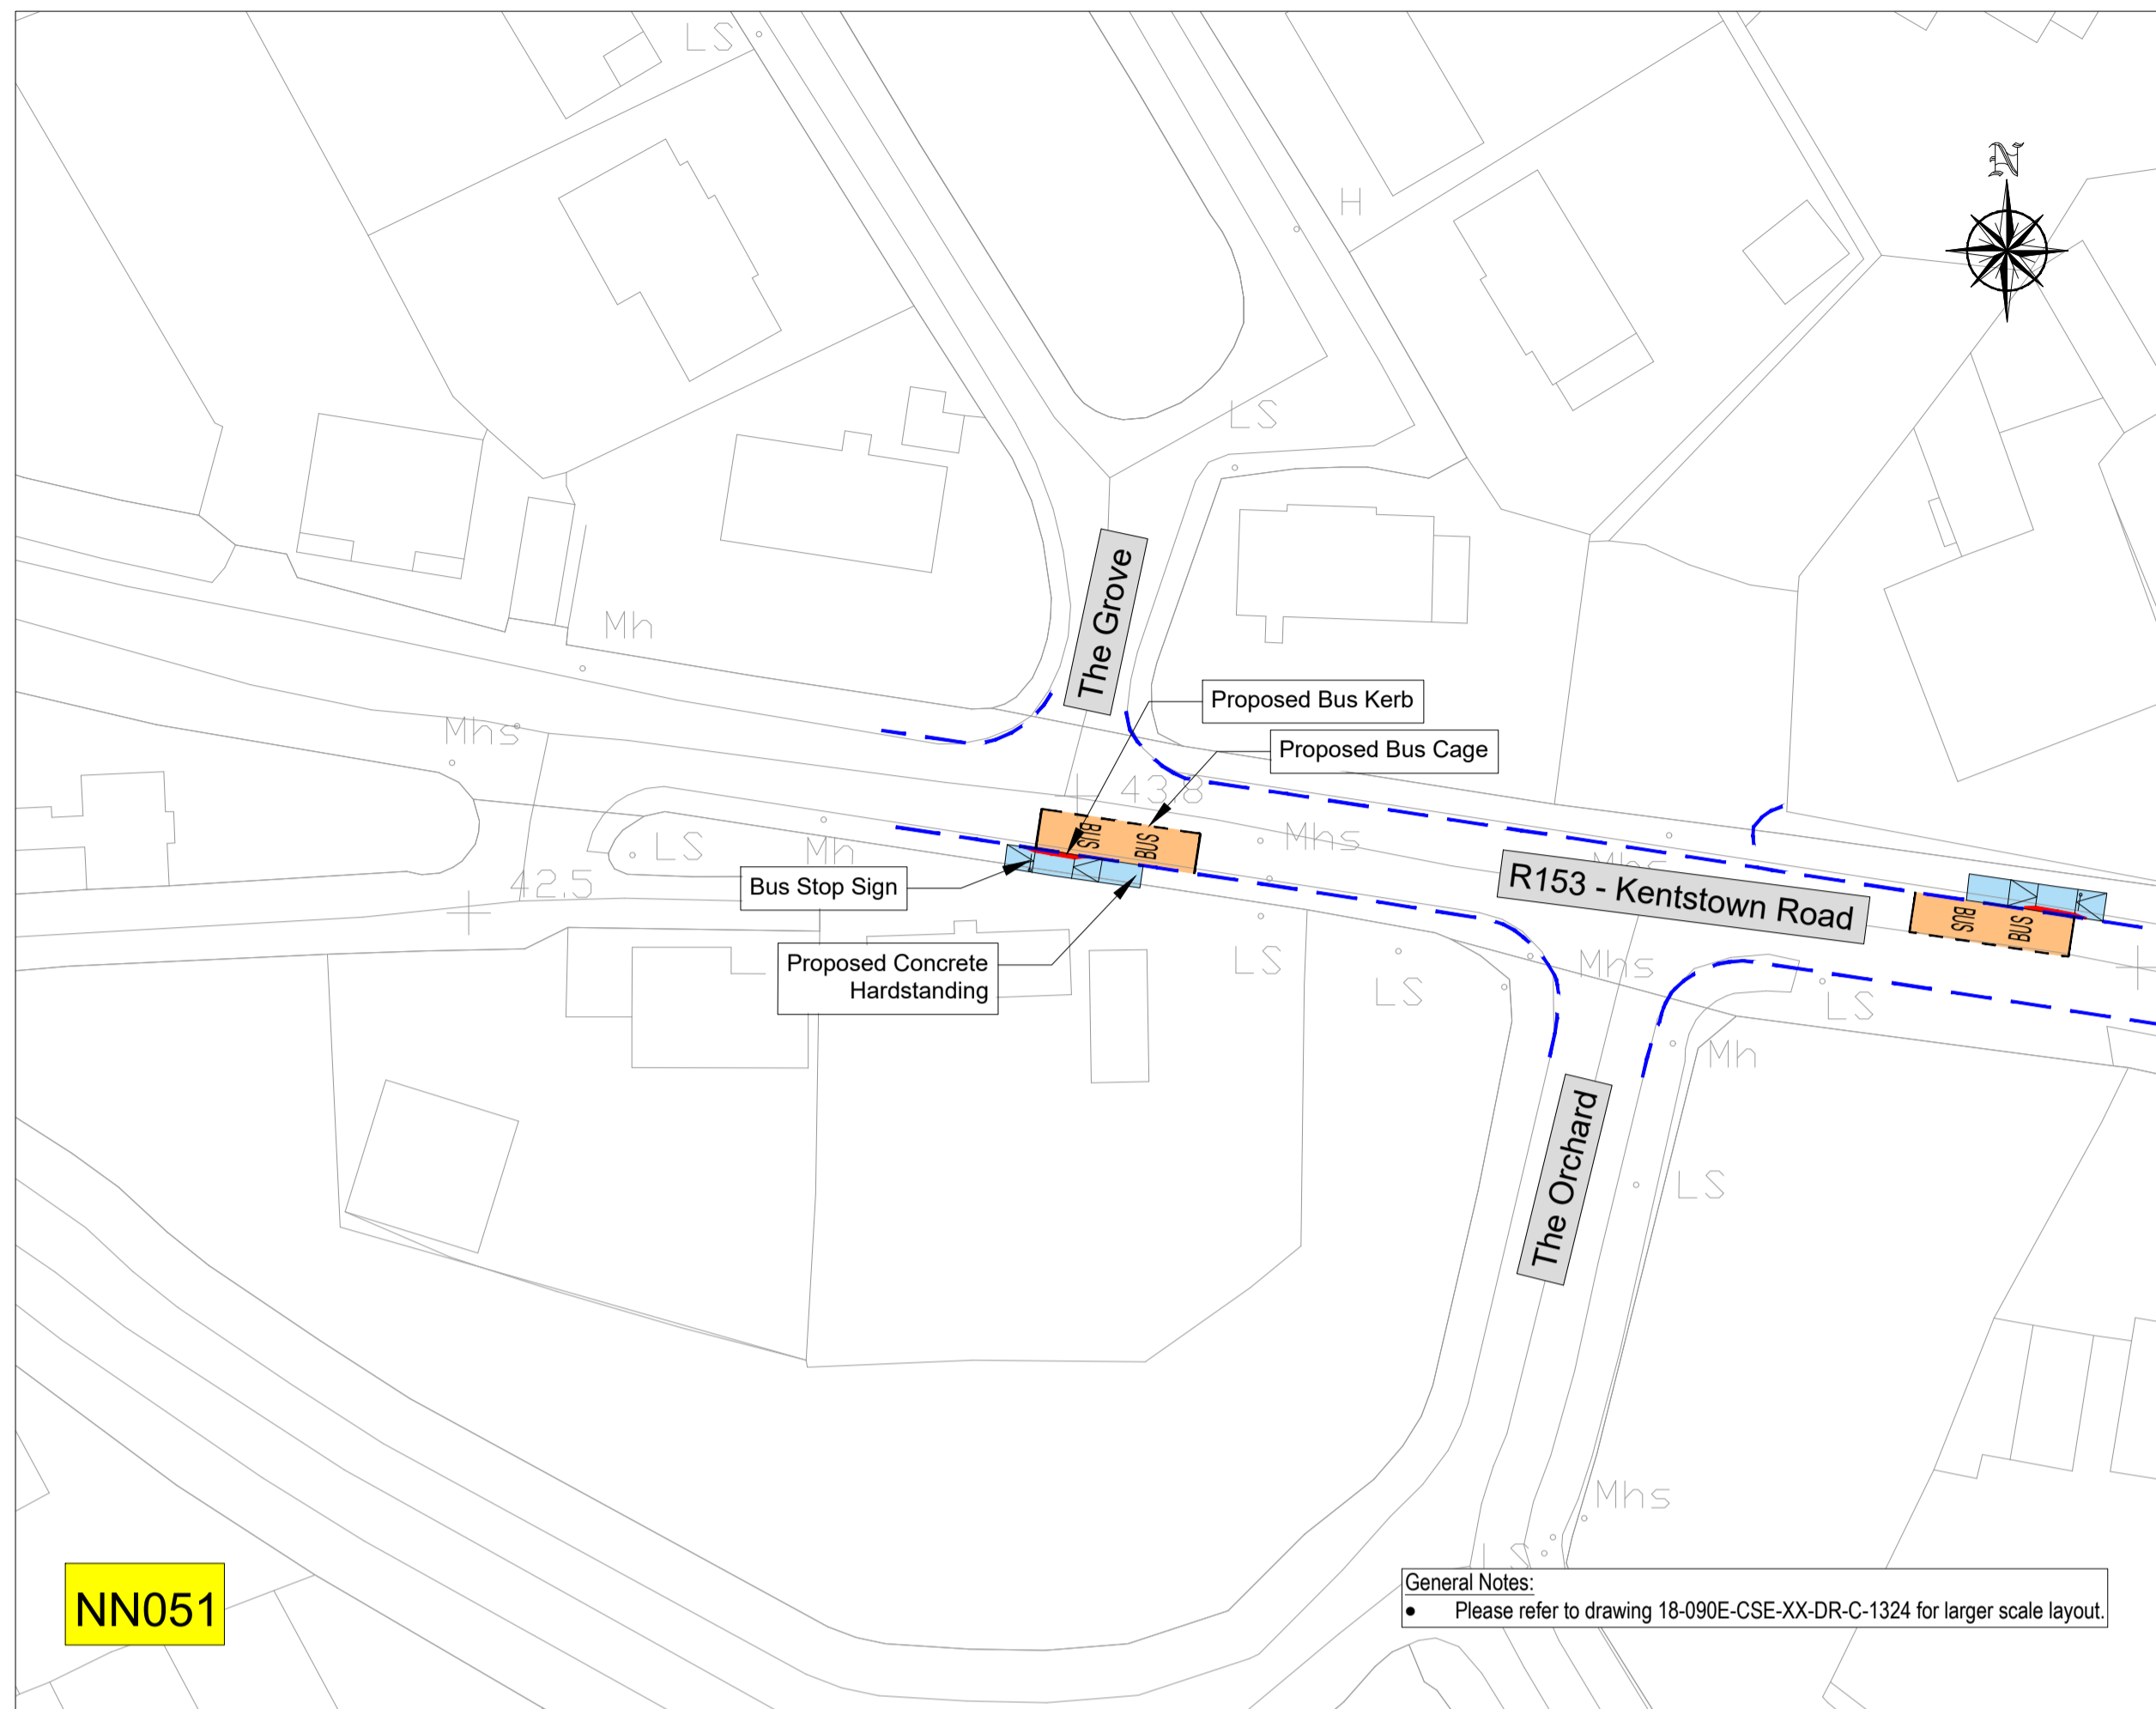 LS
N
H
LS
The Grove
Mh
Proposed Bus Kerb
Mhs
Proposed Bus Cage
43.8
BUS
BUS
Mhs
LS
Mh
Bus Stop Sign
42.5
R153 - Kentstown Road
BUS
BUS
Proposed Concrete
Hardstanding
LS
LS
Mhs
LS
Mh
The Orchard
LS
Mhs
LS
NN051
General Notes:
• Please refer to drawing 18-090E-CSE-XX-DR-C-1324 for larger scale layout.